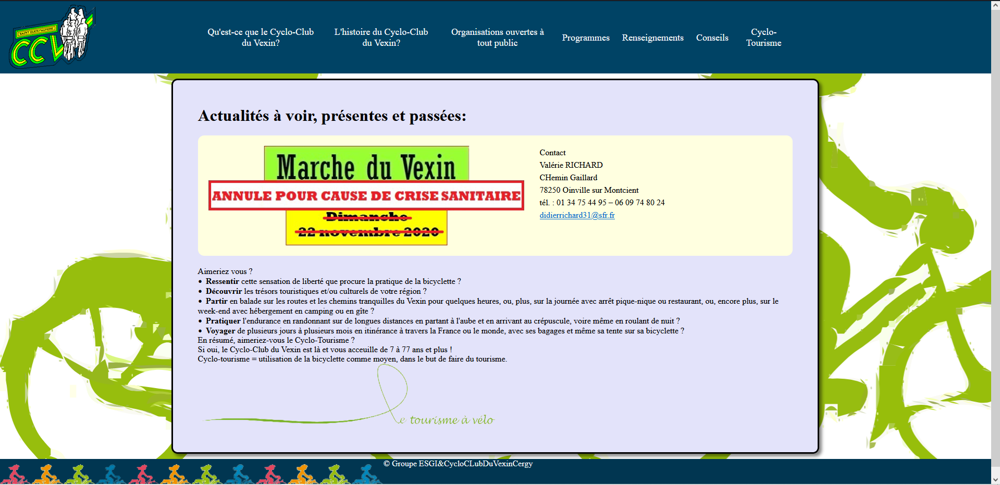 SAINT OUEN L'AUMONE
CCV
Qu'est-ce que le Cyclo-Club
du Vexin?
L'histoire du Cyclo-Club
du Vexin?
Organisations ouvertes à
tout public
Programmes
Renseignements
Conseils
Cyclo-
Tourisme
Actualités à voir, présentes et passées:
Marche du Vexin
ANNULE POUR CAUSE DE CRISE SANITAIRE
Dimanche
22 novembre 2020
Contact
Valérie RICHARD
CHemin Gaillard
78250 Oinville sur Montcient
tél. : 01 34 75 44 95 – 06 09 74 80 24
didierrichard31@sfr.fr
Aimeriez vous ?
• Ressentir cette sensation de liberté que procure la pratique de la bicyclette ?
• Découvrir les trésors touristiques et/ou culturels de votre région ?
• Partir en balade sur les routes et les chemins tranquilles du Vexin pour quelques heures, ou, plus, sur la journée avec arrêt pique-nique ou restaurant, ou, encore plus, sur le
week-end avec hébergement en camping ou en gîte ?
• Pratiquer l'endurance en randonnant sur de longues distances en partant à l'aube et en arrivant au crépuscule, voire même en roulant de nuit ?
• Voyager de plusieurs jours à plusieurs mois en itinérance à travers la France ou le monde, avec ses bagages et même sa tente sur sa bicyclette ?
En résumé, aimeriez-vous le Cyclo-Tourisme ?
Si oui, le Cyclo-Club du Vexin est là et vous acceuille de 7 à 77 ans et plus !
Cyclo-tourisme = utilisation de la bicyclette comme moyen, dans le but de faire du tourisme.
Le tourisme à vélo
© Groupe ESGI&CycloCLubDuVexinCergy